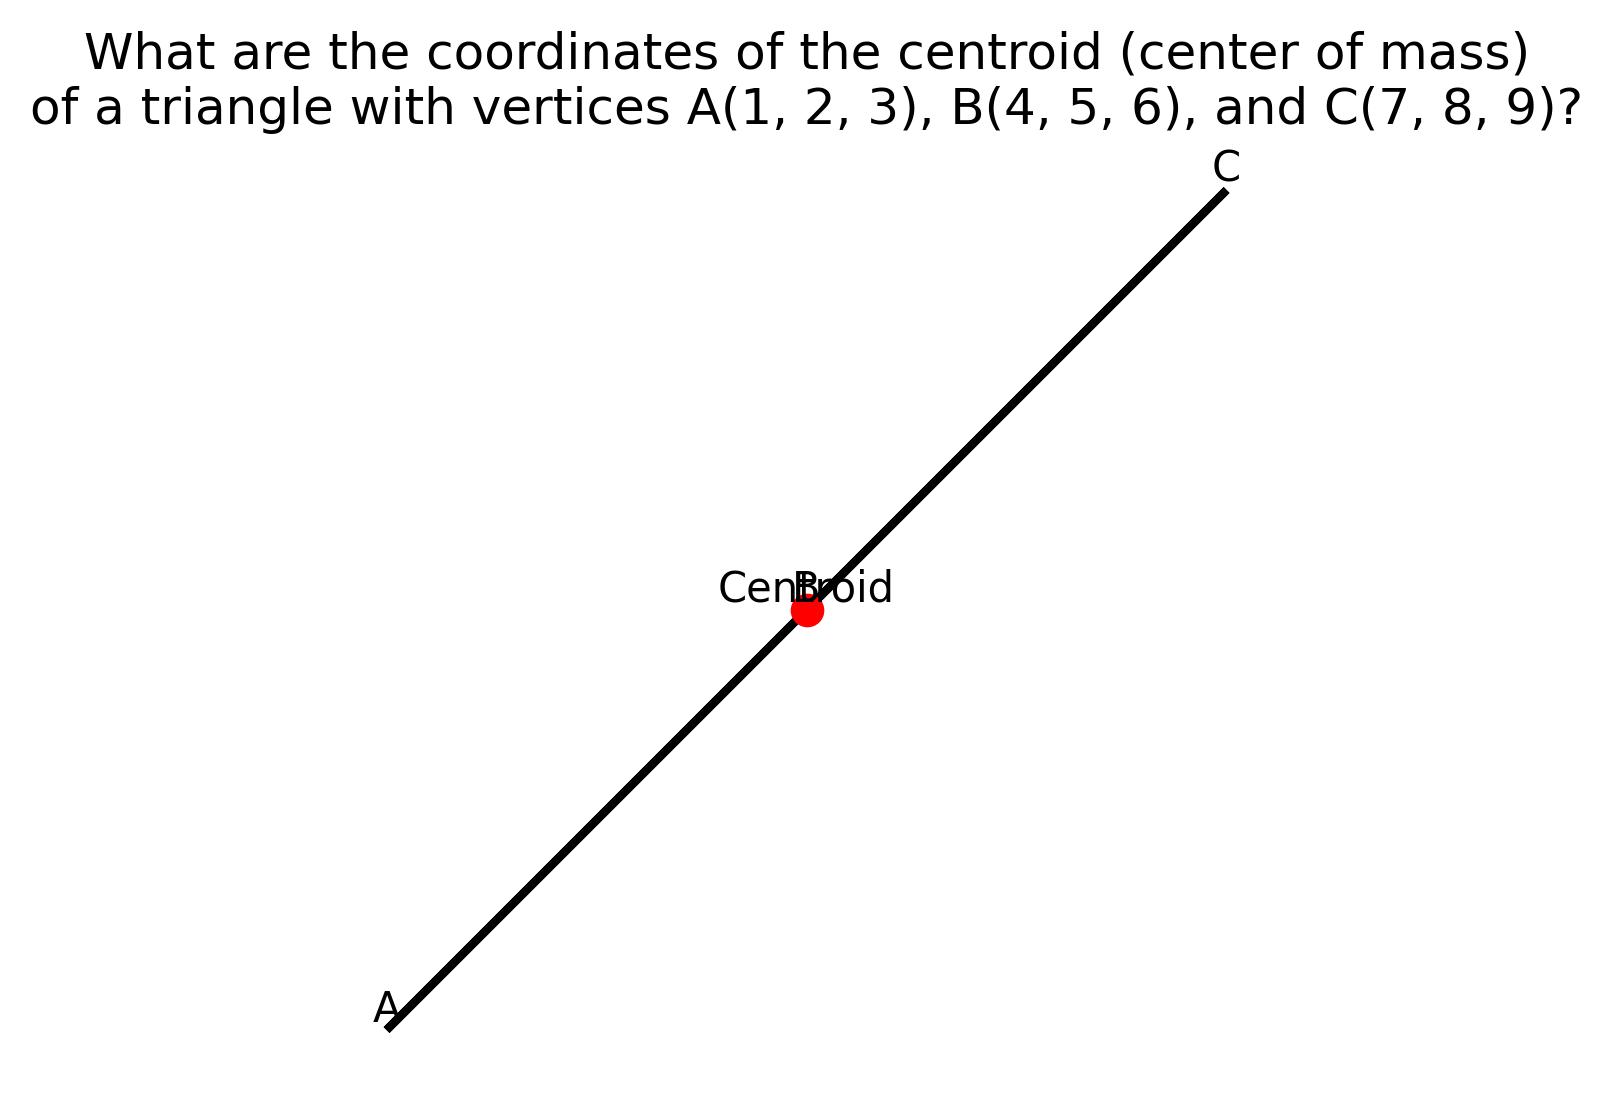 What are the coordinates of the centroid (center of mass)
of a triangle with vertices A(1, 2, 3), B(4, 5, 6), and C(7, 8, 9)?
C
Centroid
B
A